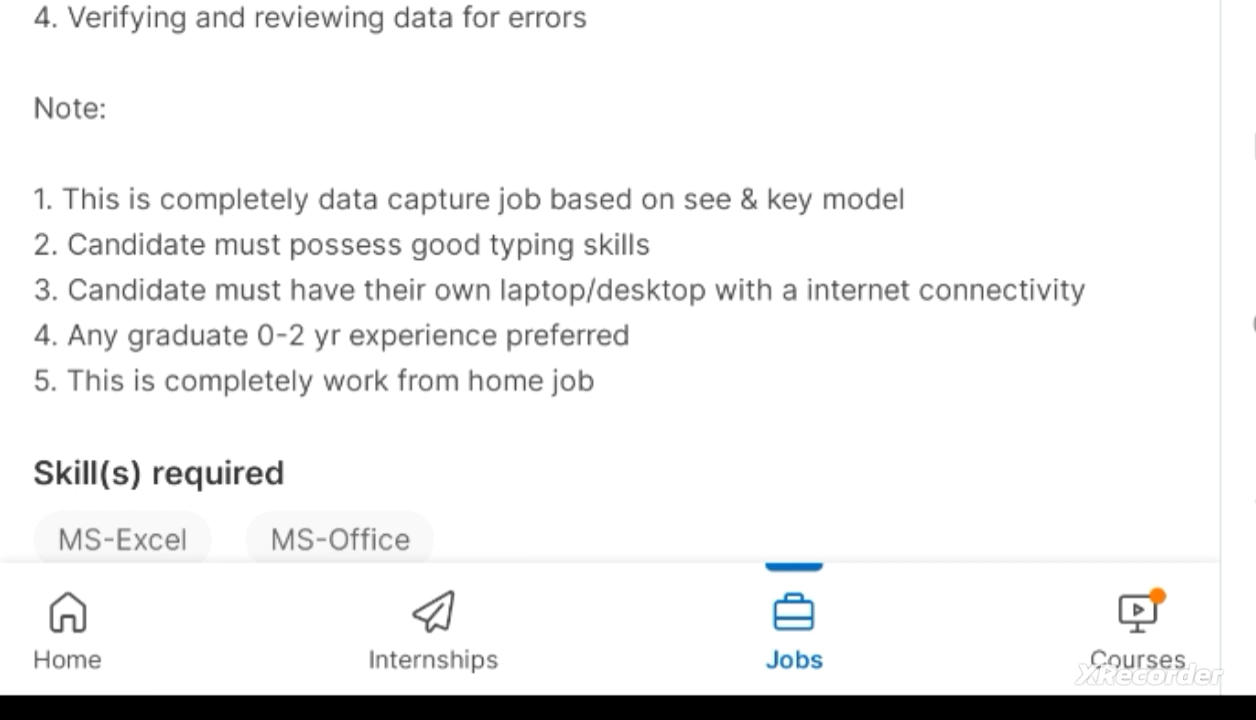 4. Verifying and reviewing data for errors
Note:
1. This is completely data capture job based on see & key model
2. Candidate must possess good typing skills
3. Candidate must have their own laptop/desktop with a internet connectivity
4. Any graduate 0-2 yr experience preferred
5. This is completely work from home job
Skill(s) required
MS-Excel MS-Office
Home Internships Jobs Courses
XRecorder